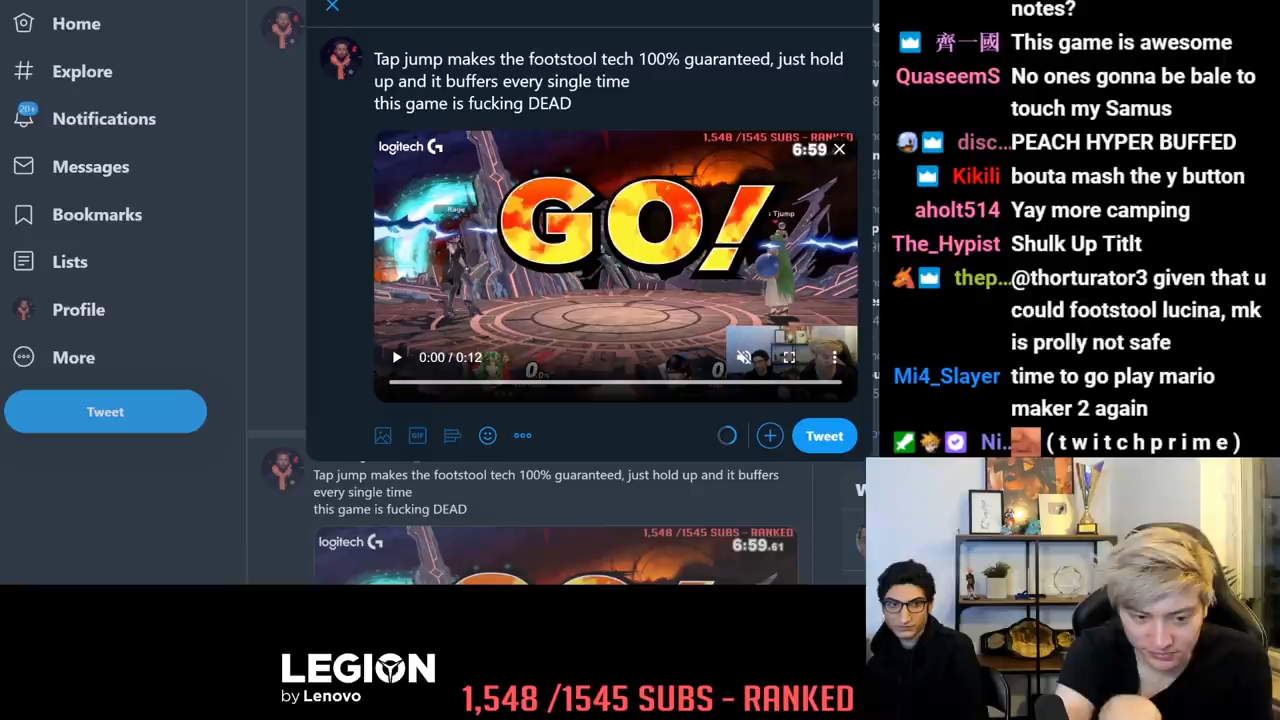 Home
Explore
20+
Notifications
Messages
Bookmarks
Lists
Profile
More
Tweet
Tap jump makes the footstool tech 100% guaranteed, just hold
up and it buffers every single time
this game is fucking DEAD
logitech G
1,548 /1545 SUBS - RANKED
6:59
GO!
Rage
Tjump
0:00 / 0:12
0
0
GIF
Tweet
Tap jump makes the footstool tech 100% guaranteed, just hold up and it buffers
every single time
this game is fucking DEAD
logitech G
1,548 /1545 SUBS - RANKED
6:59.61
LEGION
by Lenovo
1,548 /1545 SUBS - RANKED
notes?
齊一國 This game is awesome
QuaseemS No ones gonna be bale to
touch my Samus
disc... PEACH HYPER BUFFED
Kikili bouta mash the y button
aholt514 Yay more camping
The_Hypist Shulk Up Titlt
thep... @thorturator3 given that u
could footstool lucina, mk
is prolly not safe
Mi4_Slayer time to go play mario
maker 2 again
Ni... ( t w i t c h p r i m e )